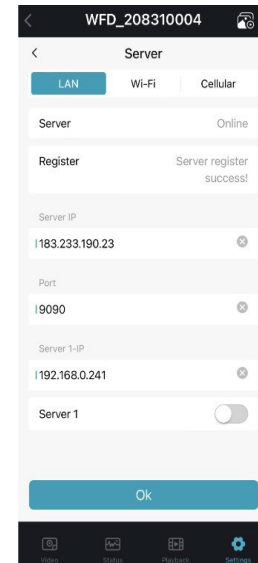 WFD_208310004
Server
LAN Wi-Fi Cellular
Server Online
Register Server register
success!
Server IP
183.233.190.23
Port
9090
Server 1-IP
192.168.0.241
Server 1
Ok
Video Status Playback Settings